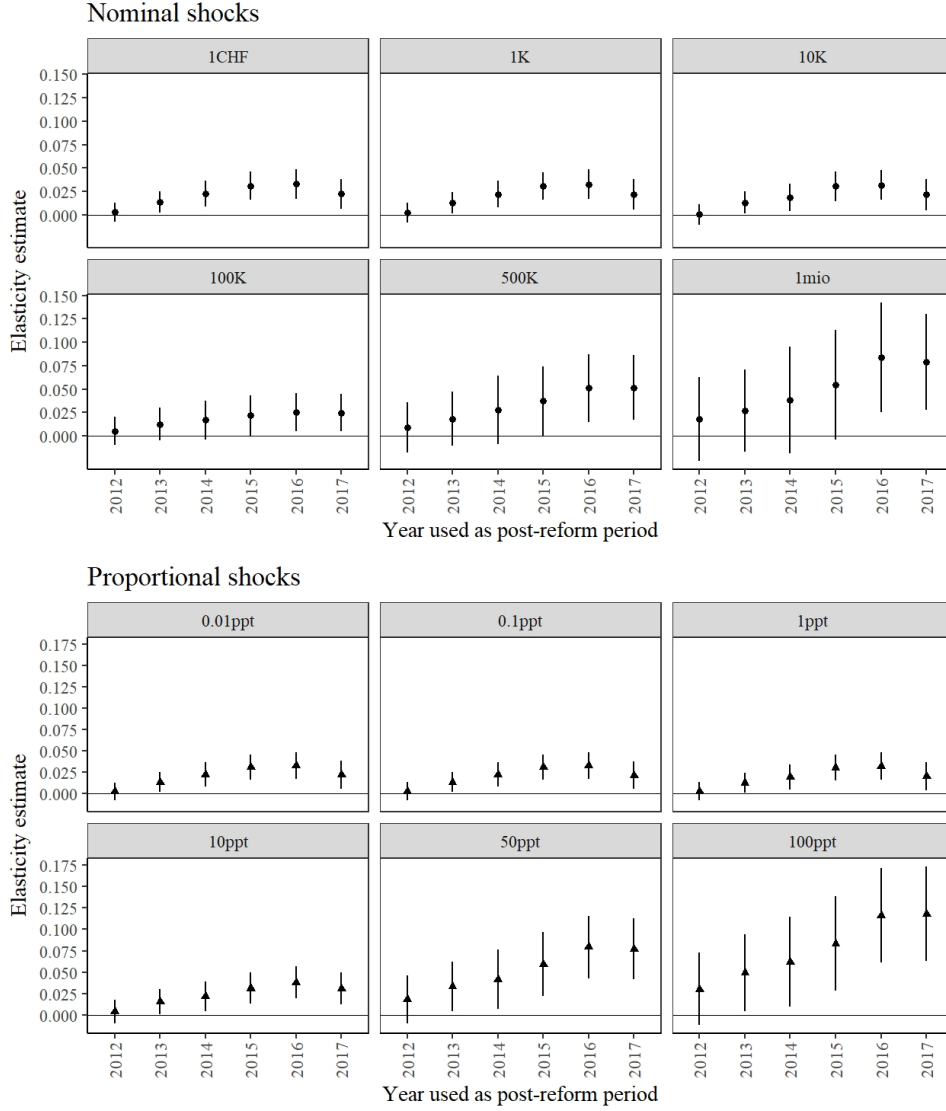 Nominal shocks
1CHF 1K 10K
0.150
0.125
0.100
0.075
0.050
0.025
0.000
100K 500K 1mio
0.150
0.125
0.100
0.075
0.050
0.025
0.000
Elasticity estimate
2012 2013 2014 2015 2016 2017 2012 2013 2014 2015 2016 2017 2012 2013 2014 2015 2016 2017
Year used as post-reform period
Proportional shocks
0.01ppt 0.1ppt 1ppt
0.175
0.150
0.125
0.100
0.075
0.050
0.025
0.000
10ppt 50ppt 100ppt
0.175
0.150
0.125
0.100
0.075
0.050
0.025
0.000
Elasticity estimate
2012 2013 2014 2015 2016 2017 2012 2013 2014 2015 2016 2017 2012 2013 2014 2015 2016 2017
Year used as post-reform period